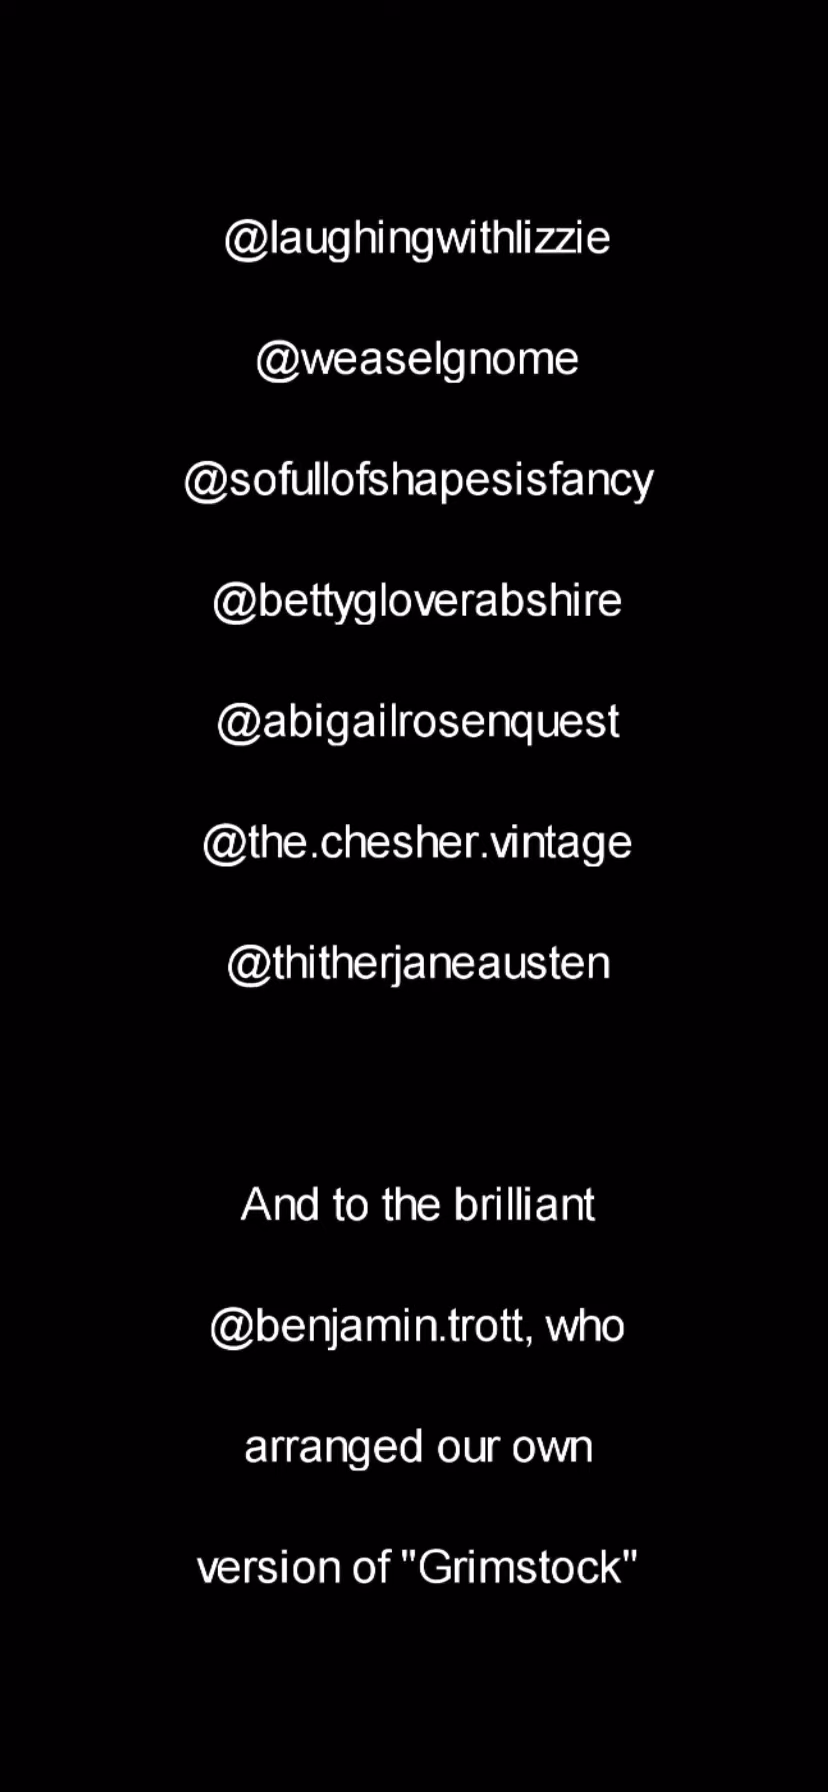 @laughingwithlizzie
@weaselgnome
@sofullofshapesisfancy
@bettygloverabshire
@abigailrosenquest
@the.chesher.vintage
@thitherjaneausten
And to the brilliant
@benjamin.trott, who
arranged our own
version of "Grimstock"